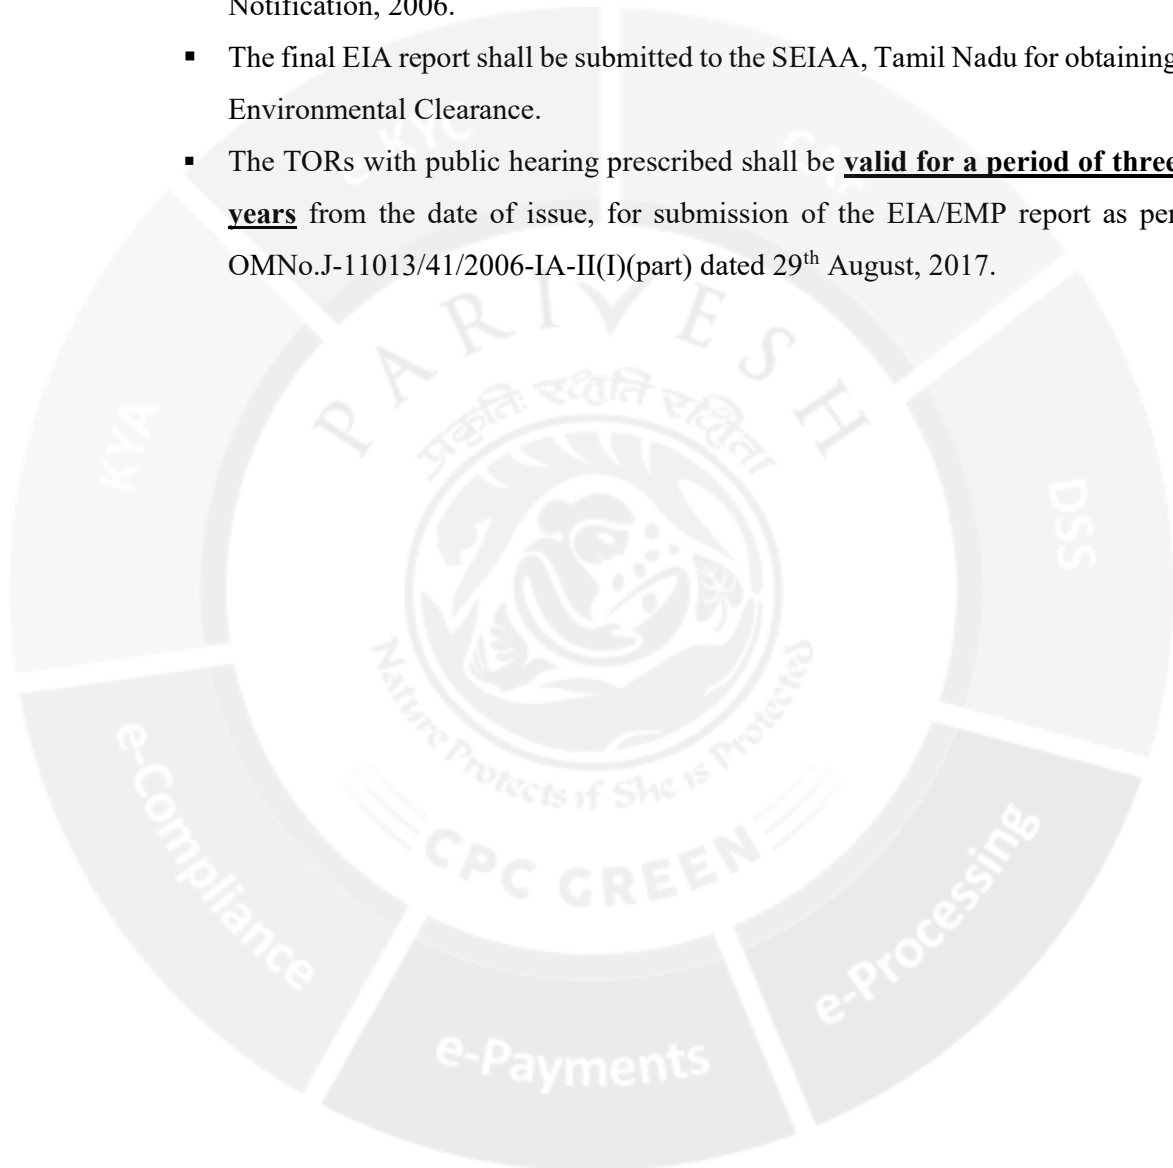 Notification, 2006.
▪ The final EIA report shall be submitted to the SEIAA, Tamil Nadu for obtaining
Environmental Clearance.
▪ The TORs with public hearing prescribed shall be valid for a period of three
years from the date of issue, for submission of the EIA/EMP report as per
OMNo.J-11013/41/2006-IA-II(I)(part) dated 29th August, 2017.
KYC
CAF
PARIVESH
प्रकृतिः रक्षति रक्षिता
KYA
DSS
Nature Protects if She is Protected
CPC GREEN
e-Compliance
e-Processing
e-Payments